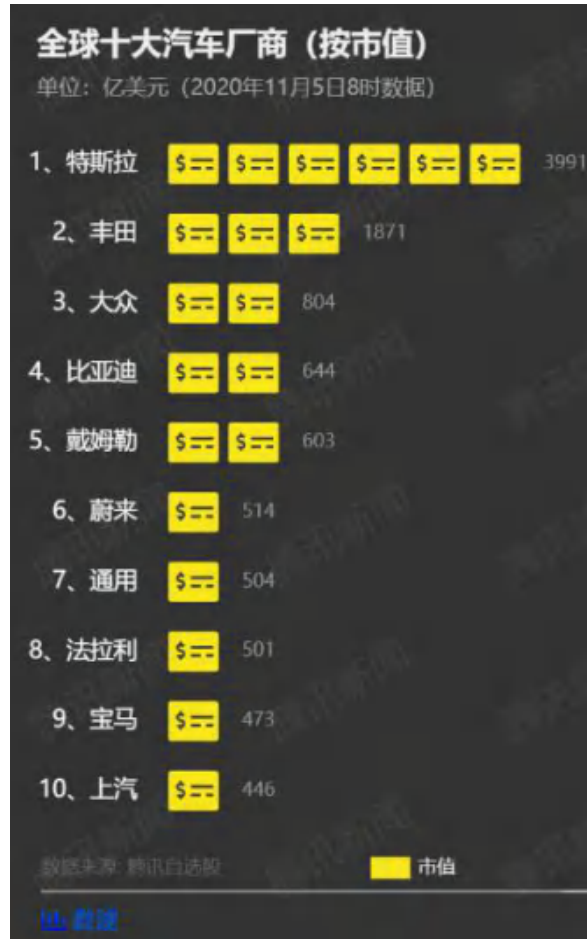 全球十大汽车厂商（按市值）
单位：亿美元（2020年11月5日8时数据）
1、特斯拉 3991
2、丰田 1871
3、大众 804
4、比亚迪 644
5、戴姆勒 603
6、蔚来 514
7、通用 504
8、法拉利 501
9、宝马 473
10、上汽 446
数据来源: 腾讯自选股 市值